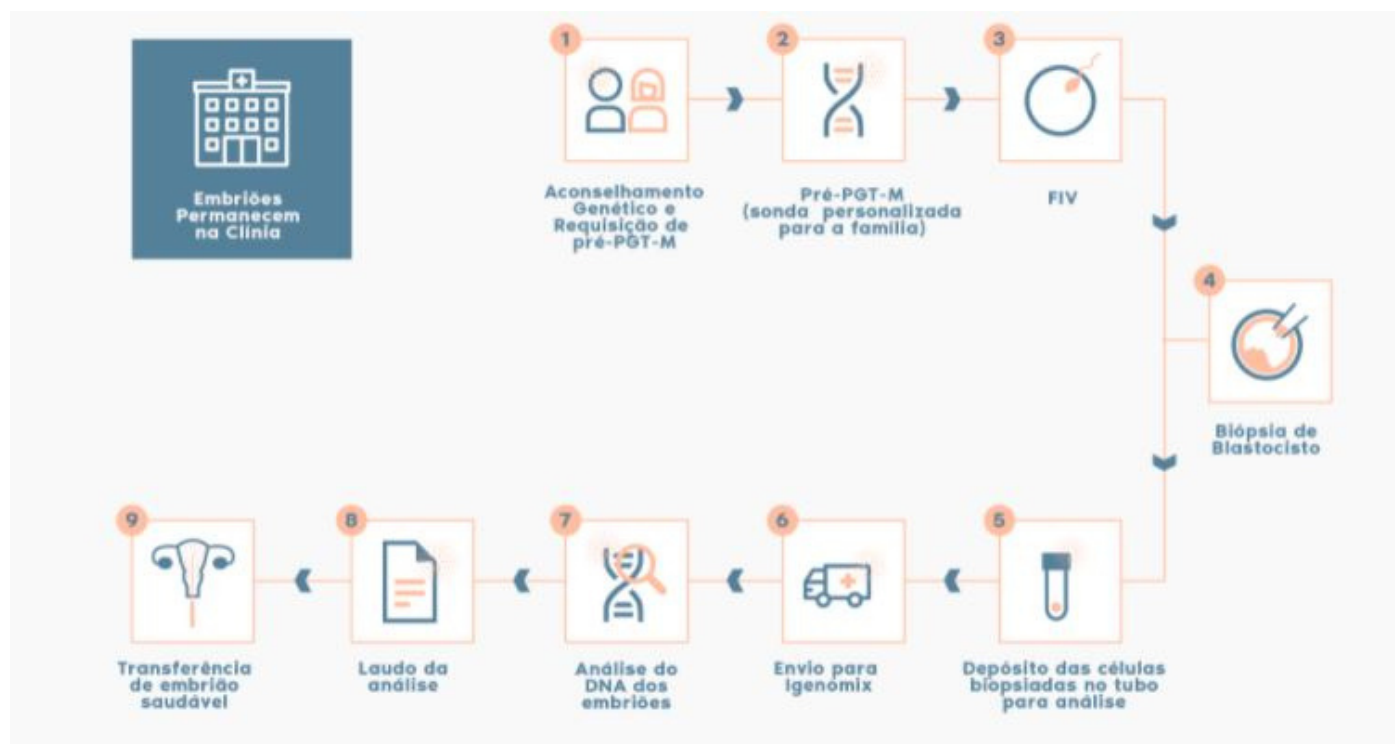 Embriões
Permanecem
na Clínia
1
Aconselhamento
Genético e
Requisição de
pré-PGT-M
2
Pré-PGT-M
(sonda personalizada
para a família)
3
FIV
4
Biópsia de
Blastocisto
5
Depósito das células
biopsiadas no tubo
para análise
6
Envio para
Igenomix
7
Análise do
DNA dos
embriões
8
Laudo da
análise
9
Transferência
de embrião
saudável